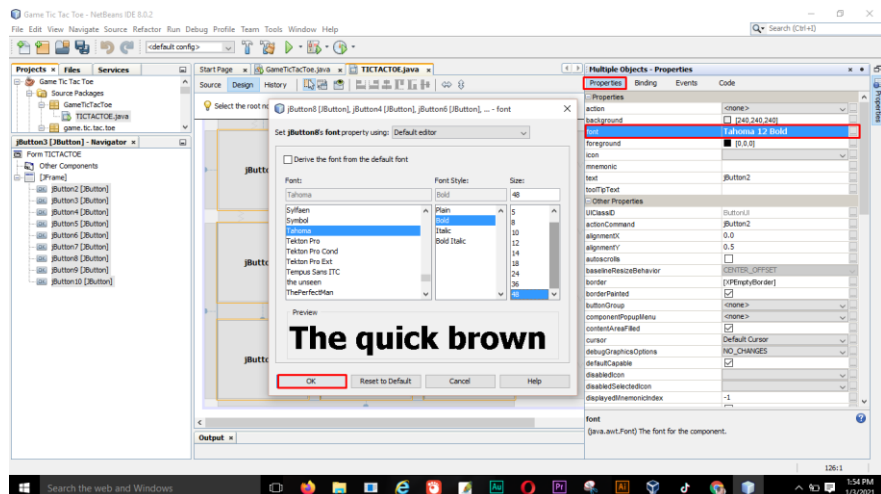 Game Tic Tac Toe - NetBeans IDE 8.0.2
File Edit View Navigate Source Refactor Run Debug Profile Team Tools Window Help
Search (Ctrl+I)
<default config>
Projects × Files Services
Game Tic Tac Toe
Source Packages
GameTicTacToe
TICTACTOE.java
game.tic.tac.toe
jButton3 [JButton] - Navigator ×
Form TICTACTOE
Other Components
[JFrame]
jButton2 [JButton]
jButton3 [JButton]
jButton4 [JButton]
jButton5 [JButton]
jButton6 [JButton]
jButton7 [JButton]
jButton8 [JButton]
jButton9 [JButton]
jButton10 [JButton]
Start Page × GameTicTacToe.java × TICTACTOE.java ×
Source Design History
Select the root no
jButto
jButto
jButto
Output ×
jButton8 [JButton], jButton4 [JButton], jButton6 [JButton], ... - font
Set jButton8's font property using: Default editor
Derive the font from the default font
Font: Font Style: Size:
Tahoma Bold 48
Sylfaen Plain 5
Symbol Bold 8
Tahoma Italic 10
Tekton Pro Bold Italic 12
Tekton Pro Cond 14
Tekton Pro Ext 18
Tempus Sans ITC 24
the unseen 36
ThePerfectMan 48
Preview
The quick brown
OK Reset to Default Cancel Help
Multiple Objects - Properties
Properties Binding Events Code
Properties
action <none>
background [240,240,240]
font Tahoma 12 Bold
foreground [0,0,0]
icon
mnemonic
text jButton2
toolTipText
Other Properties
UIClassID ButtonUI
actionCommand jButton2
alignmentX 0.0
alignmentY 0.5
autoscrolls
baselineResizeBehavior CENTER_OFFSET
border [XPEmptyBorder]
borderPainted
buttonGroup <none>
componentPopupMenu <none>
contentAreaFilled
cursor Default Cursor
debugGraphicsOptions NO_CHANGES
defaultCapable
disabledIcon
disabledSelectedIcon
displayedMnemonicIndex -1
font
(java.awt.Font) The font for the component.
Properties
126:1
Search the web and Windows
Au
Pr
Ai
1:54 PM
1/3/2021